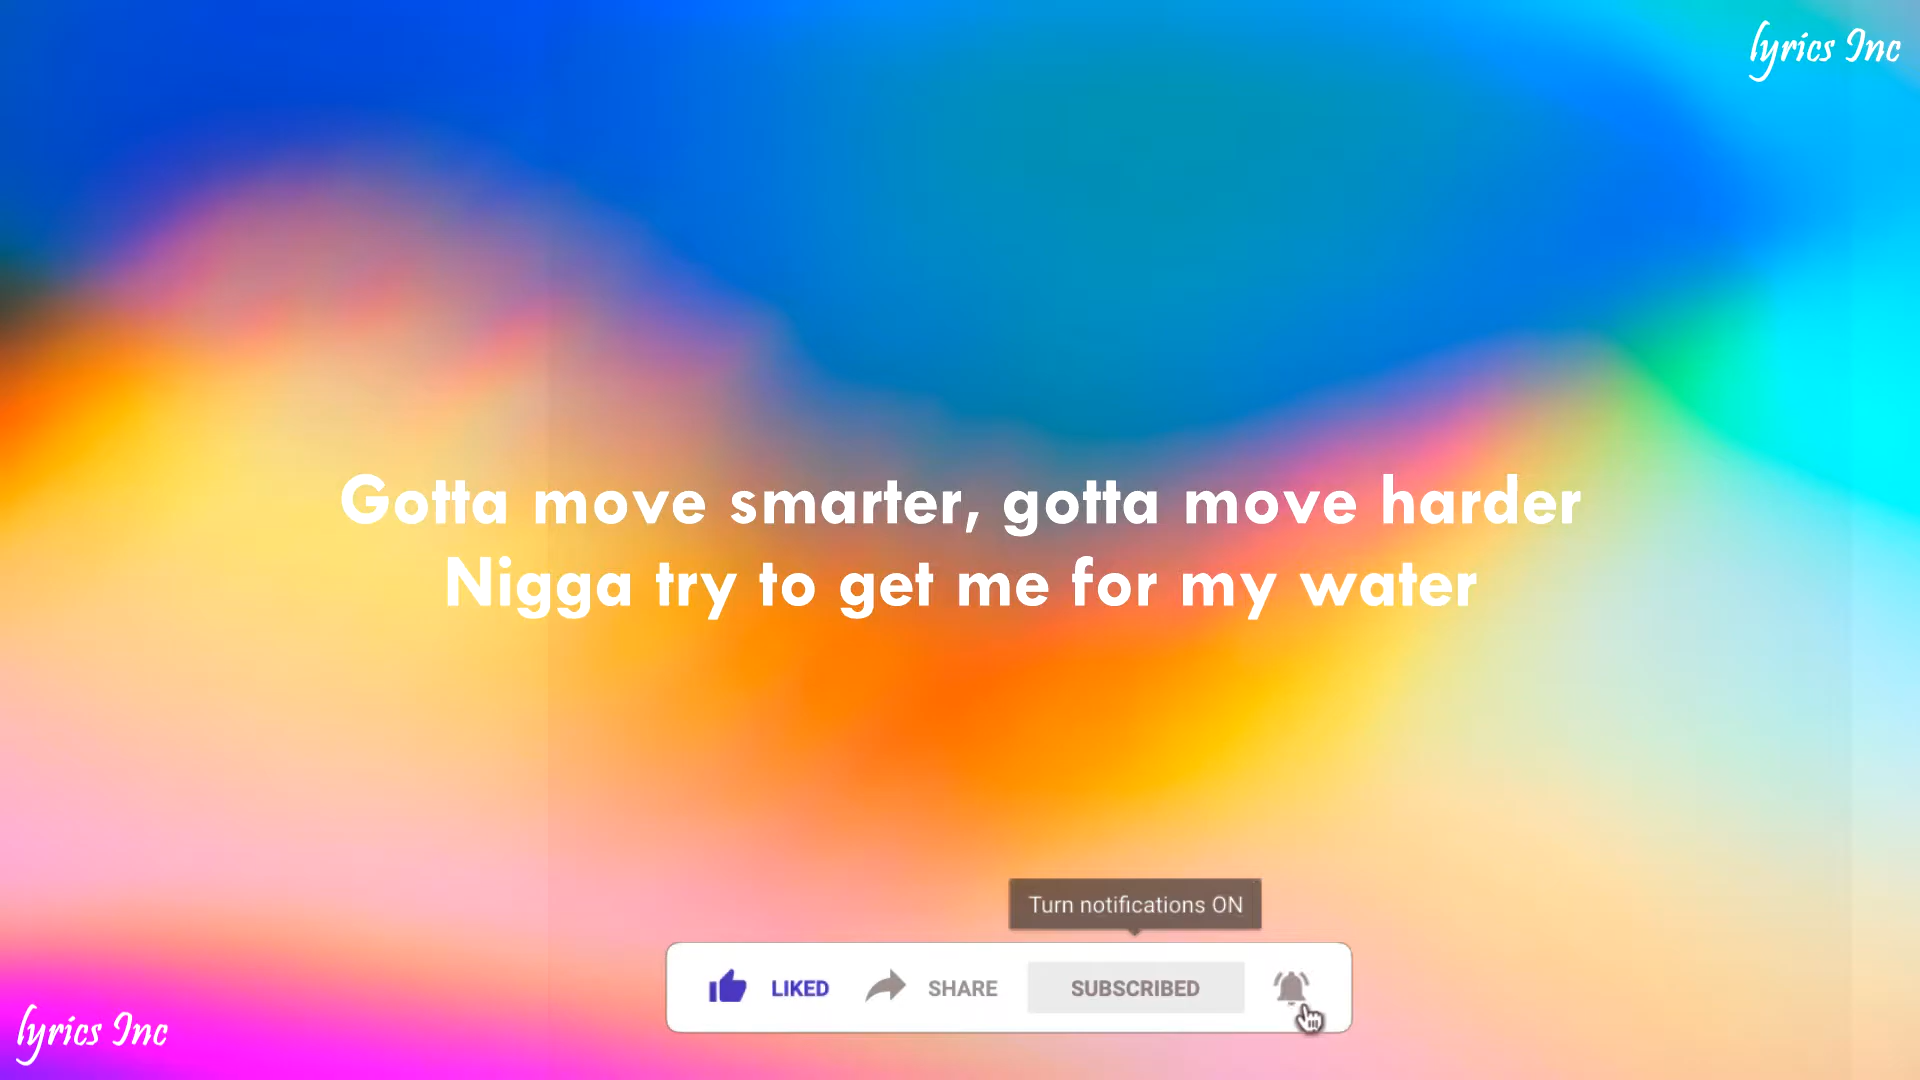 lyrics Inc
Gotta move smarter, gotta move harder
Nigga try to get me for my water
Turn notifications ON
LIKED SHARE SUBSCRIBED
lyrics Inc